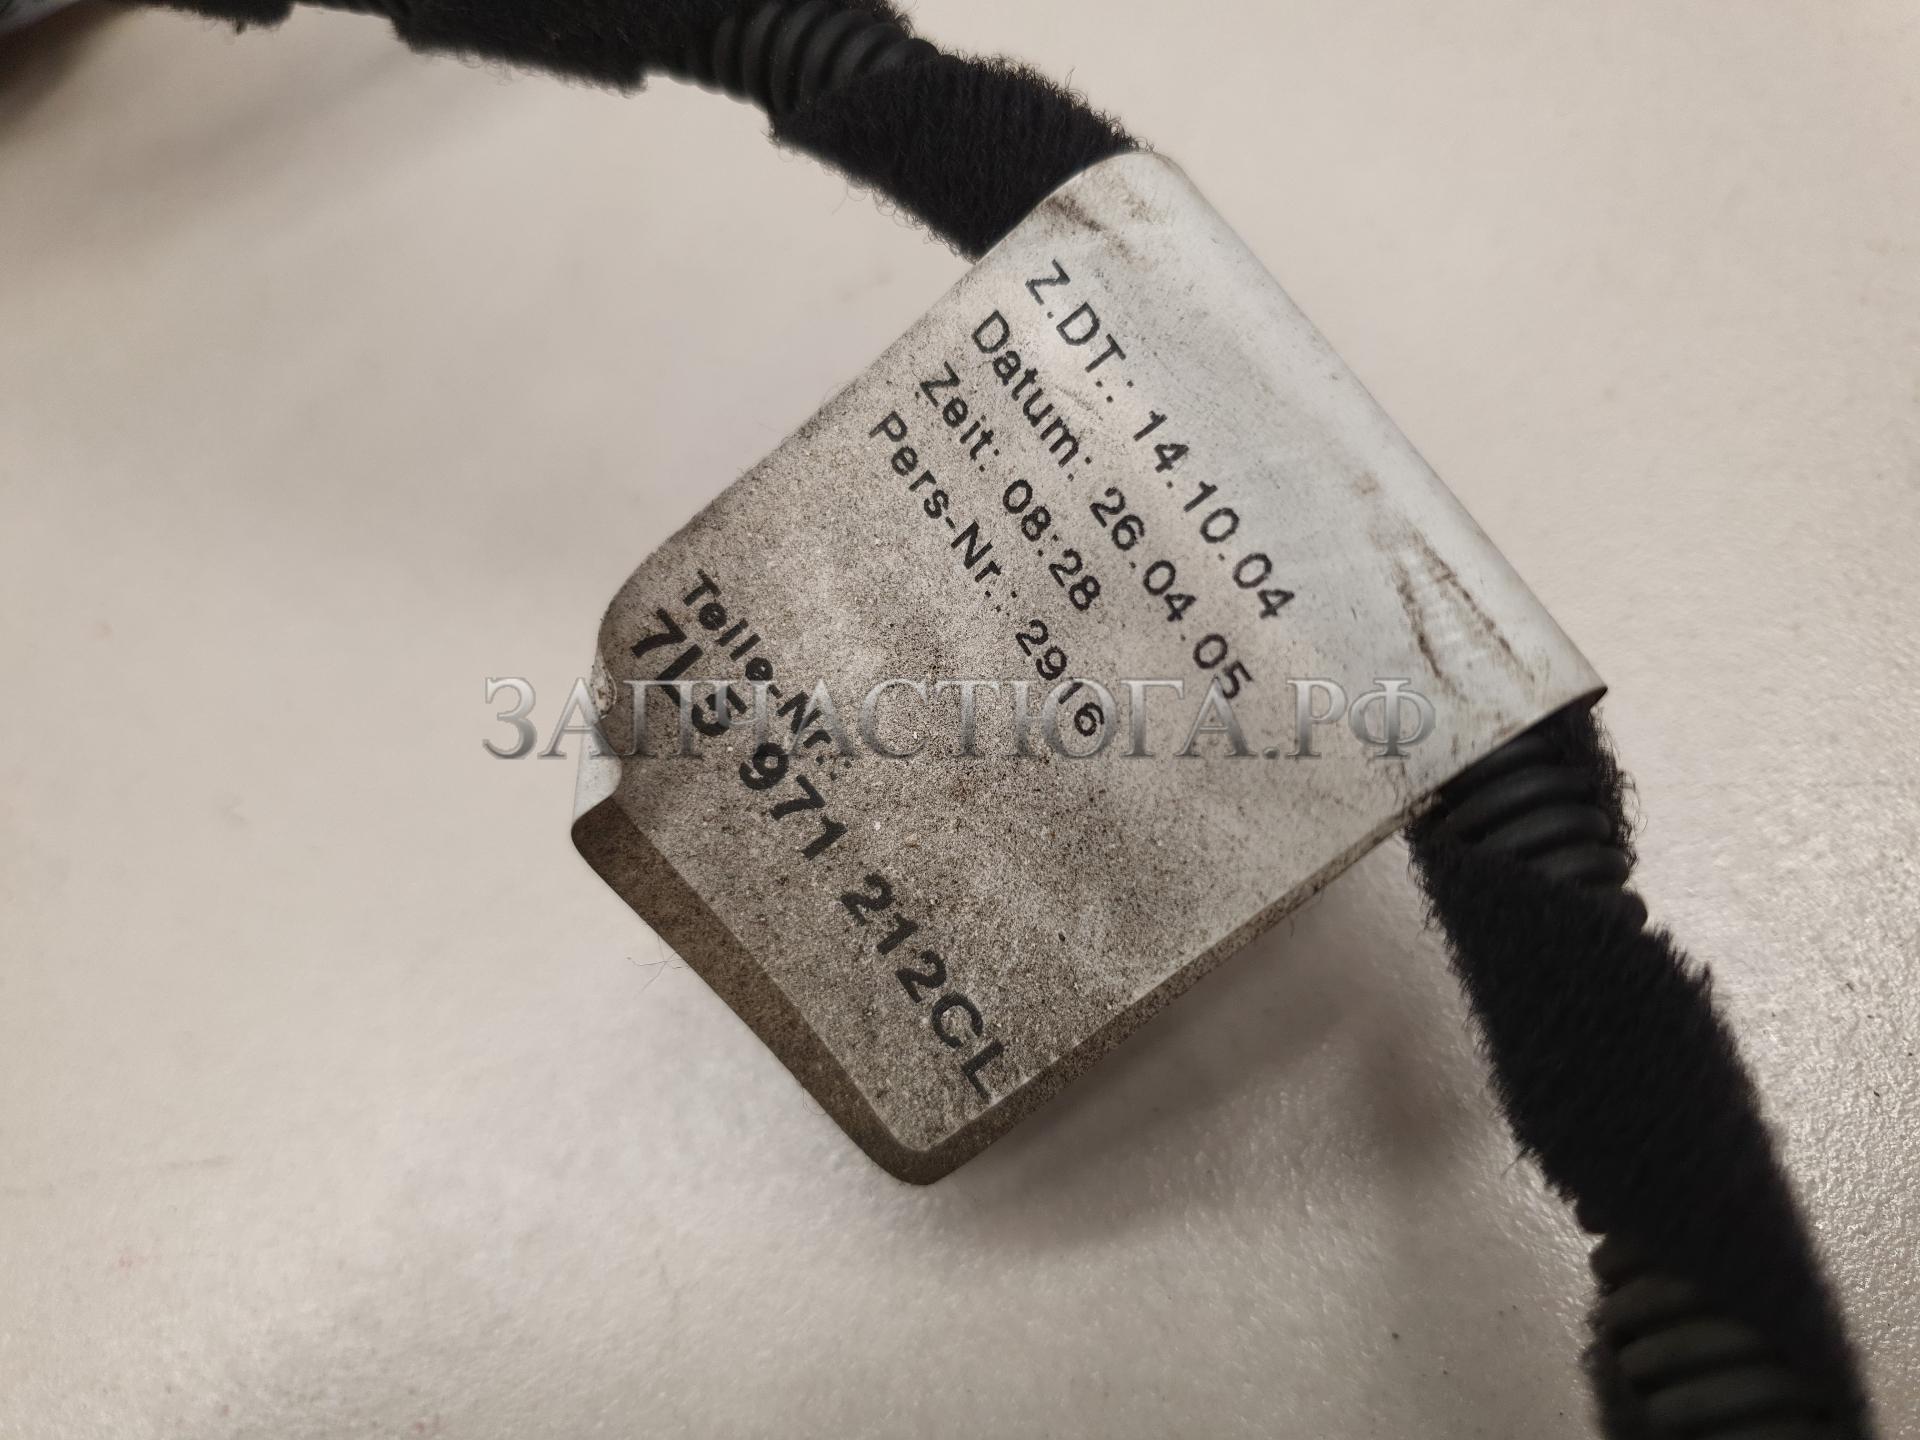 Z.DT.: 14.10.04
Datum: 26.04.05
Zeit: 08:28
Pers-Nr.: 2916
Teile-Nr.:
7L5 971 212CL
ЗАПЧАСТЮГА.РФ